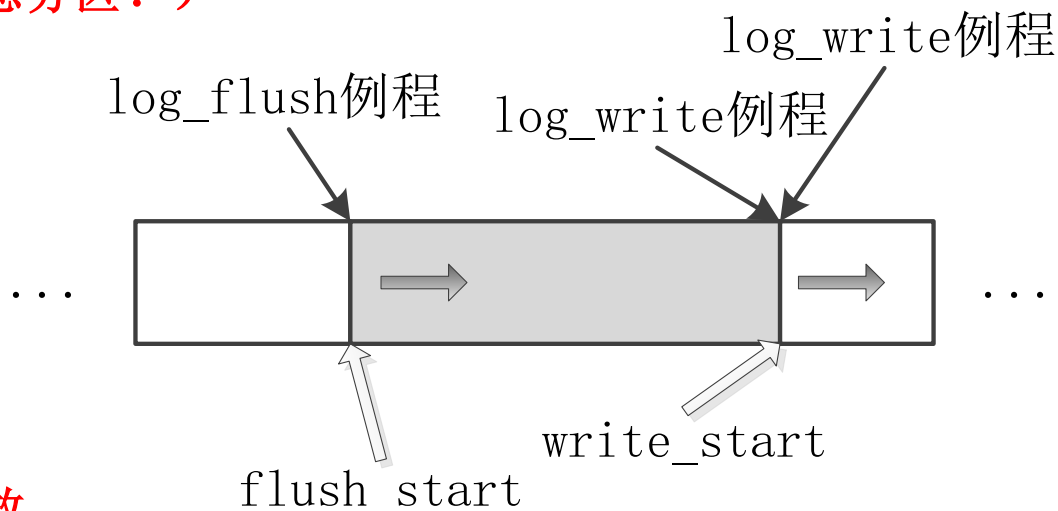 log_write例程
log_flush例程
log_write例程
...
...
write_start
flush start